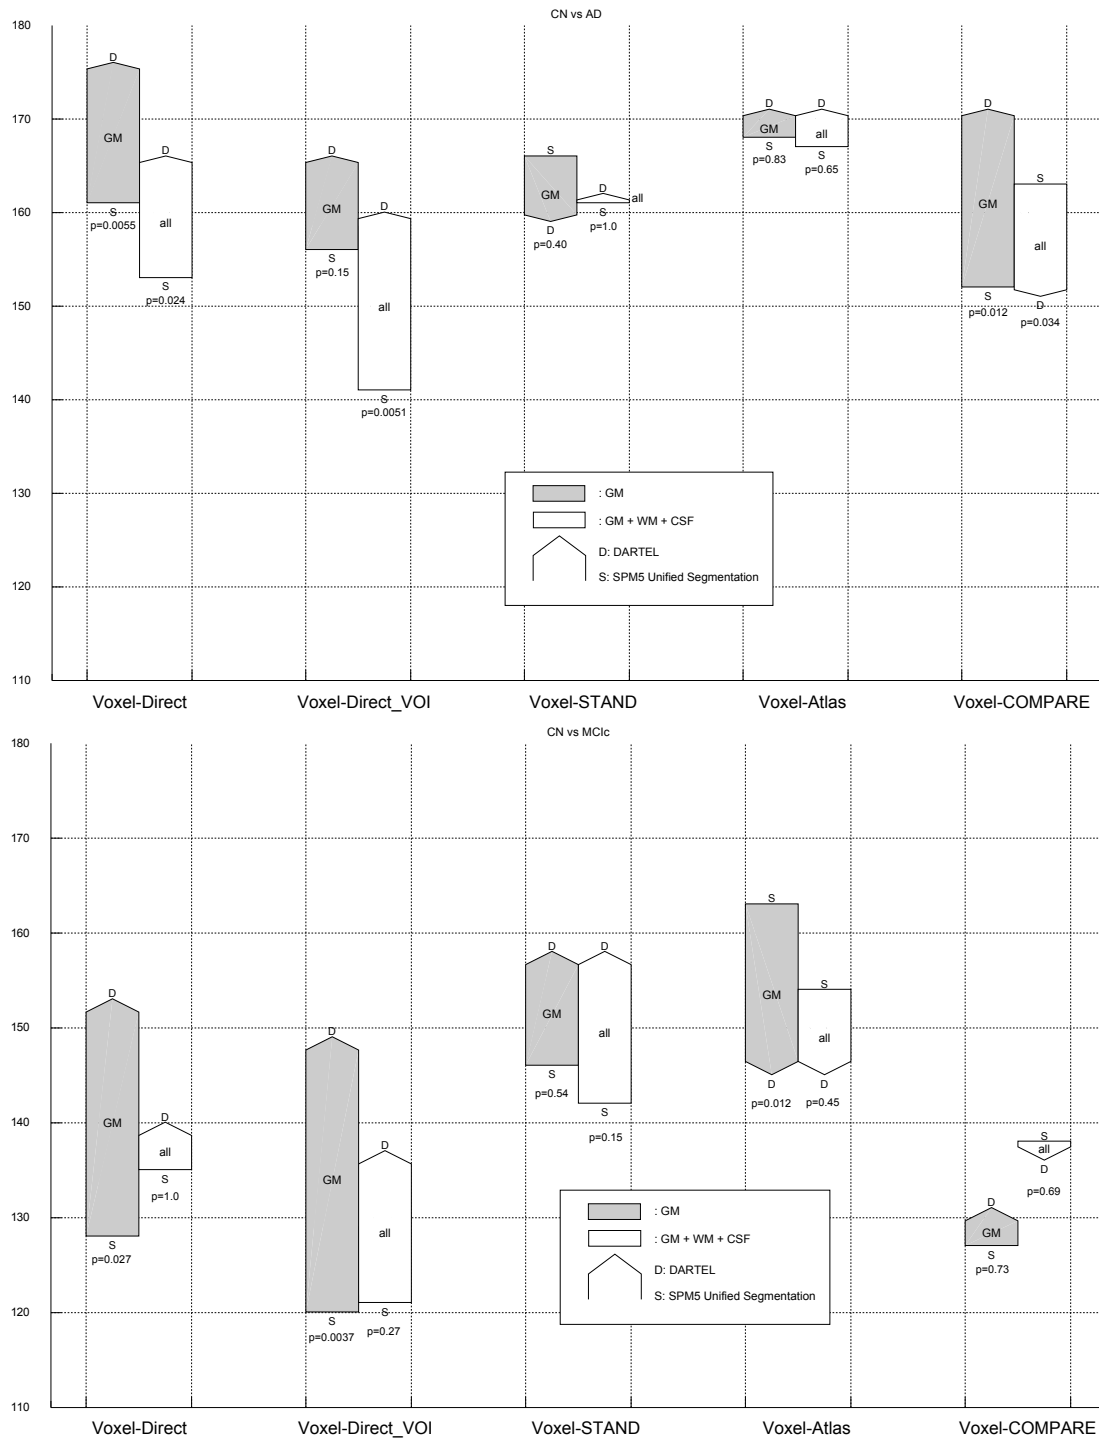 CN vs AD
180
D
170
D
D
D
GM
GM
all
S
p=0.83
S
p=0.65
D
GM
S
p=0.0055
D
all
S
p=0.024
D
GM
S
p=0.15
D
all
S
p=0.0051
S
GM
D
p=0.40
D
all
S
p=1.0
S
all
D
p=0.034
GM
S
p=0.012
160
150
140
130
120
110
: GM
: GM + WM + CSF
D: DARTEL
S: SPM5 Unified Segmentation
Voxel-Direct
Voxel-Direct_VOI
Voxel-STAND
Voxel-Atlas
Voxel-COMPARE
CN vs MCIc
180
170
160
150
140
130
120
110
D
GM
S
p=0.027
D
all
S
p=1.0
D
GM
S
p=0.0037
D
all
S
p=0.27
D
GM
S
p=0.54
D
all
S
p=0.15
S
GM
D
p=0.012
S
all
D
p=0.45
D
GM
S
p=0.73
S
all
D
p=0.69
: GM
: GM + WM + CSF
D: DARTEL
S: SPM5 Unified Segmentation
Voxel-Direct
Voxel-Direct_VOI
Voxel-STAND
Voxel-Atlas
Voxel-COMPARE